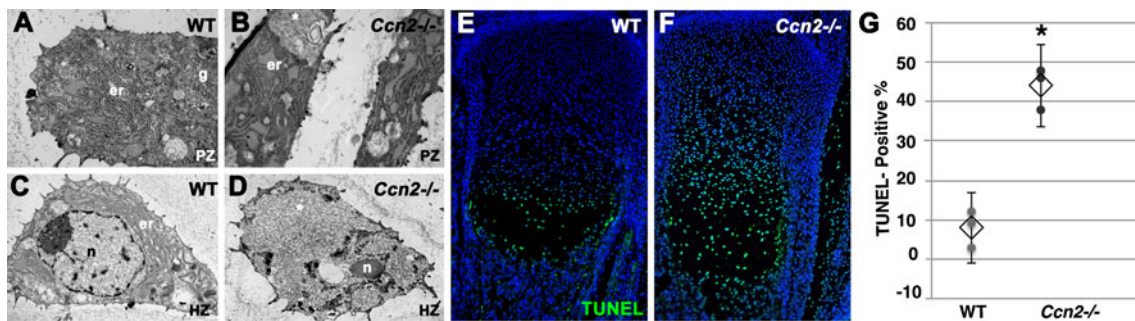 A WT
er
g
PZ
B Ccn2-/-
*
er
PZ
C WT
n
er
HZ
D Ccn2-/-
*
n
HZ
E WT
TUNEL
F Ccn2-/-
G
TUNEL- Positive %
60
50
40
30
20
10
0
-10
*
WT Ccn2-/-